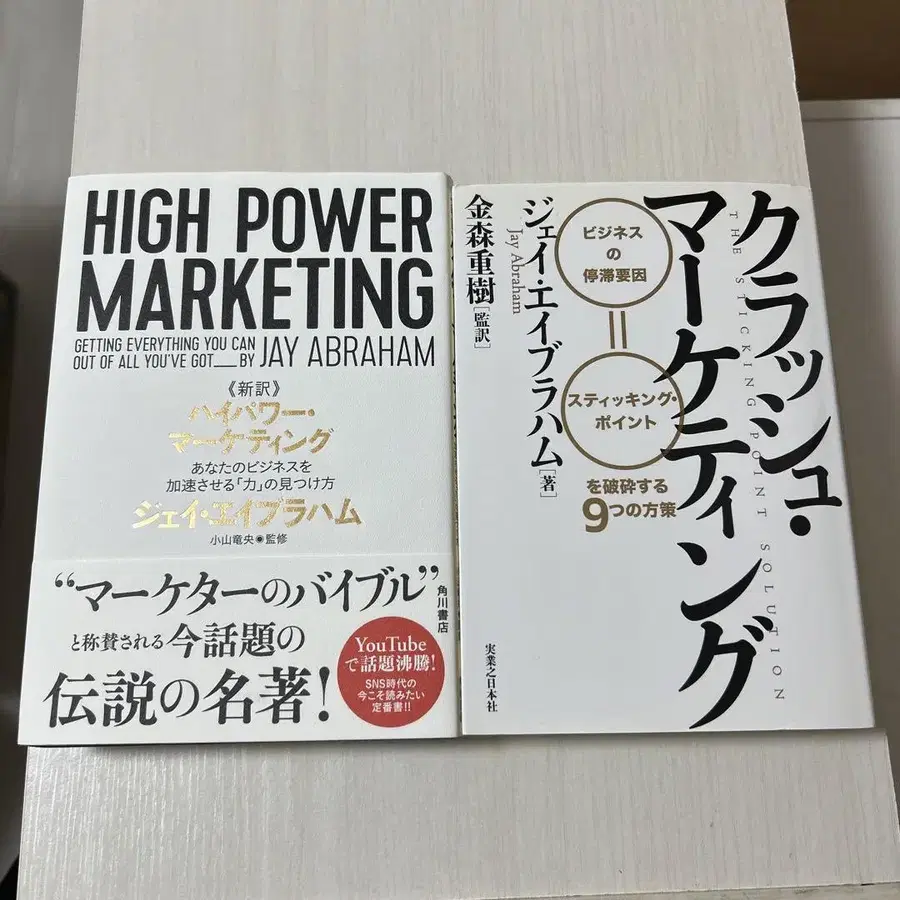 HIGH POWER
MARKETING
GETTING EVERYTHING YOU CAN
OUT OF ALL YOU'VE GOT__BY JAY ABRAHAM
《新訳》
ハイパワー・
マーケティング
あなたのビジネスを
加速させる「力」の見つけ方
ジェイ・エイブラハム
小山竜央◉監修
角川書店
“マーケターのバイブル”
と称賛される今話題の
伝説の名著!
YouTube
で話題沸騰!
SNS時代の
今こそ読みたい
定番書!!
クラッシュ・
マーケティング
THE STICKING POINT SOLUTION
ビジネス
の
停滞要因
=
スティッキング・
ポイント
を破砕する
9つの方策
ジェイ・エイブラハム[著]
Jay Abraham
金森重樹[監訳]
実業之日本社